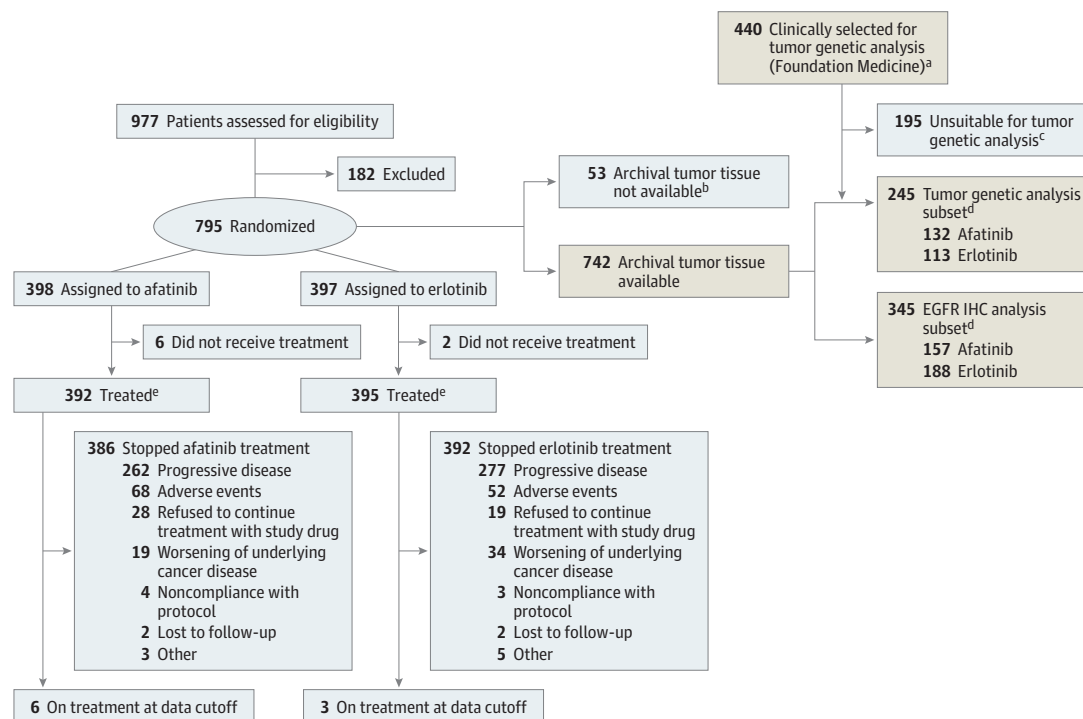 440 Clinically selected for
tumor genetic analysis
(Foundation Medicine)a
977 Patients assessed for eligibility
182 Excluded
795 Randomized
53 Archival tumor tissue
not availableb
742 Archival tumor tissue
available
195 Unsuitable for tumor
genetic analysisc
245 Tumor genetic analysis
subsetd
132 Afatinib
113 Erlotinib
345 EGFR IHC analysis
subsetd
157 Afatinib
188 Erlotinib
398 Assigned to afatinib
397 Assigned to erlotinib
6 Did not receive treatment
2 Did not receive treatment
392 Treatede
395 Treatede
386 Stopped afatinib treatment
262 Progressive disease
68 Adverse events
28 Refused to continue
treatment with study drug
19 Worsening of underlying
cancer disease
4 Noncompliance with
protocol
2 Lost to follow-up
3 Other
392 Stopped erlotinib treatment
277 Progressive disease
52 Adverse events
19 Refused to continue
treatment with study drug
34 Worsening of underlying
cancer disease
3 Noncompliance with
protocol
2 Lost to follow-up
5 Other
6 On treatment at data cutoff
3 On treatment at data cutoff